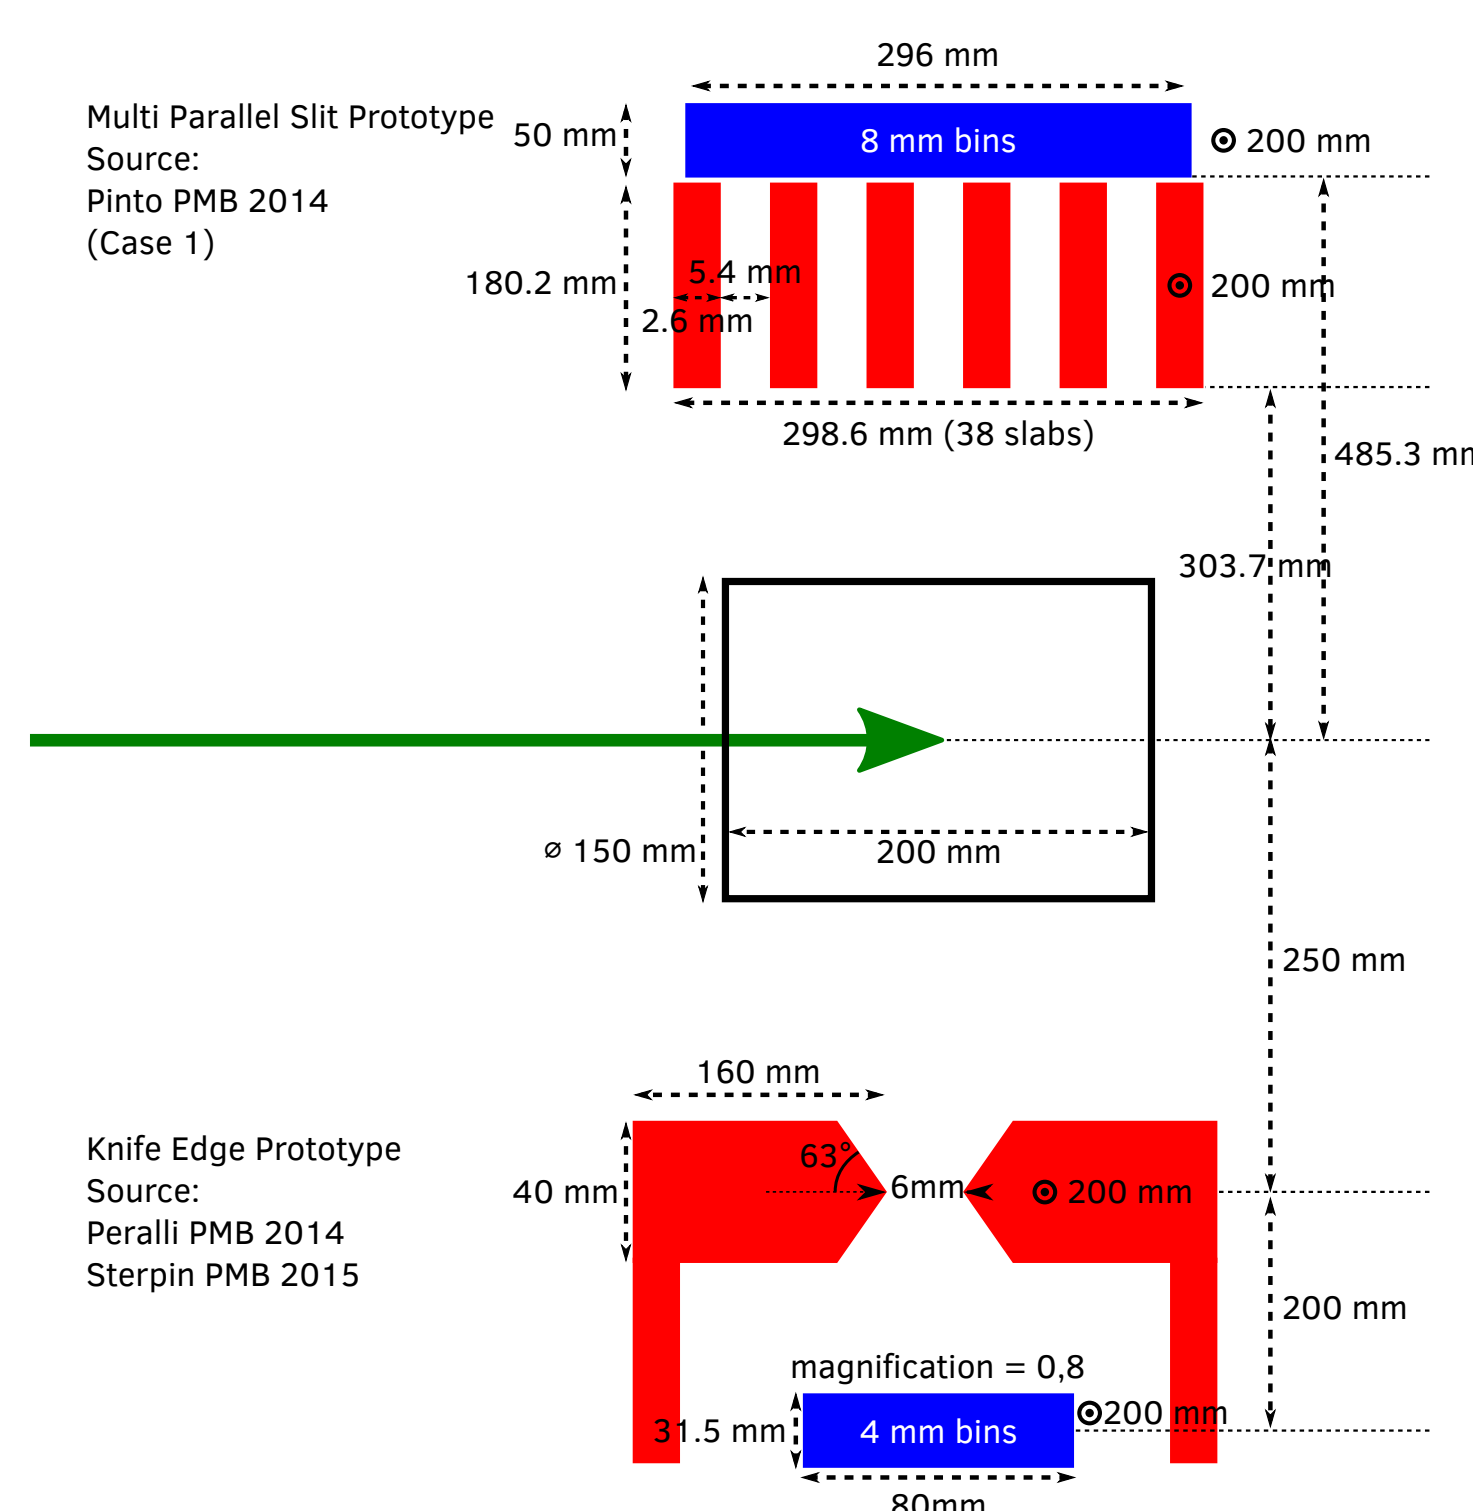 296 mm
Multi Parallel Slit Prototype
Source:
Pinto PMB 2014
(Case 1)
50 mm
8 mm bins
200 mm
180.2 mm
5.4 mm
2.6 mm
200 mm
298.6 mm (38 slabs)
485.3 mm
303.7 mm
⌀ 150 mm
200 mm
250 mm
160 mm
Knife Edge Prototype
Source:
Peralli PMB 2014
Sterpin PMB 2015
40 mm
63°
6mm
200 mm
200 mm
magnification = 0,8
31.5 mm
4 mm bins
200 mm
80mm